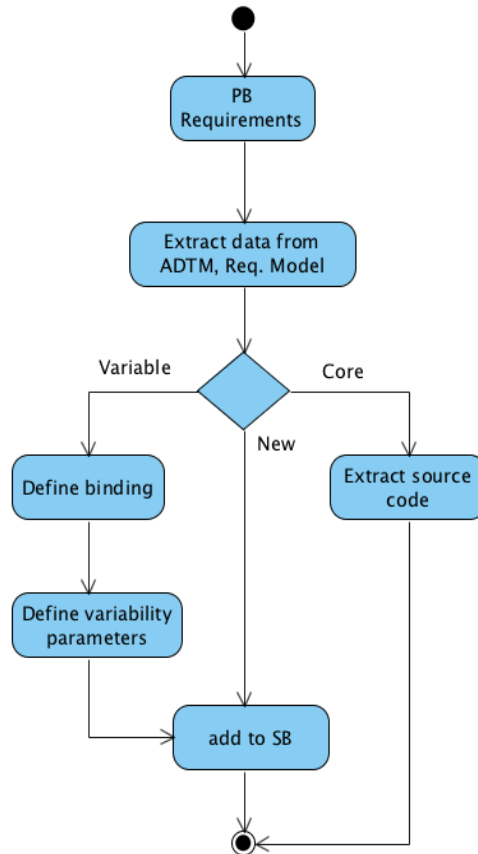 PB
Requirements
Extract data from
ADTM, Req. Model
Variable
Core
New
Define binding
Extract source
code
Define variability
parameters
add to SB